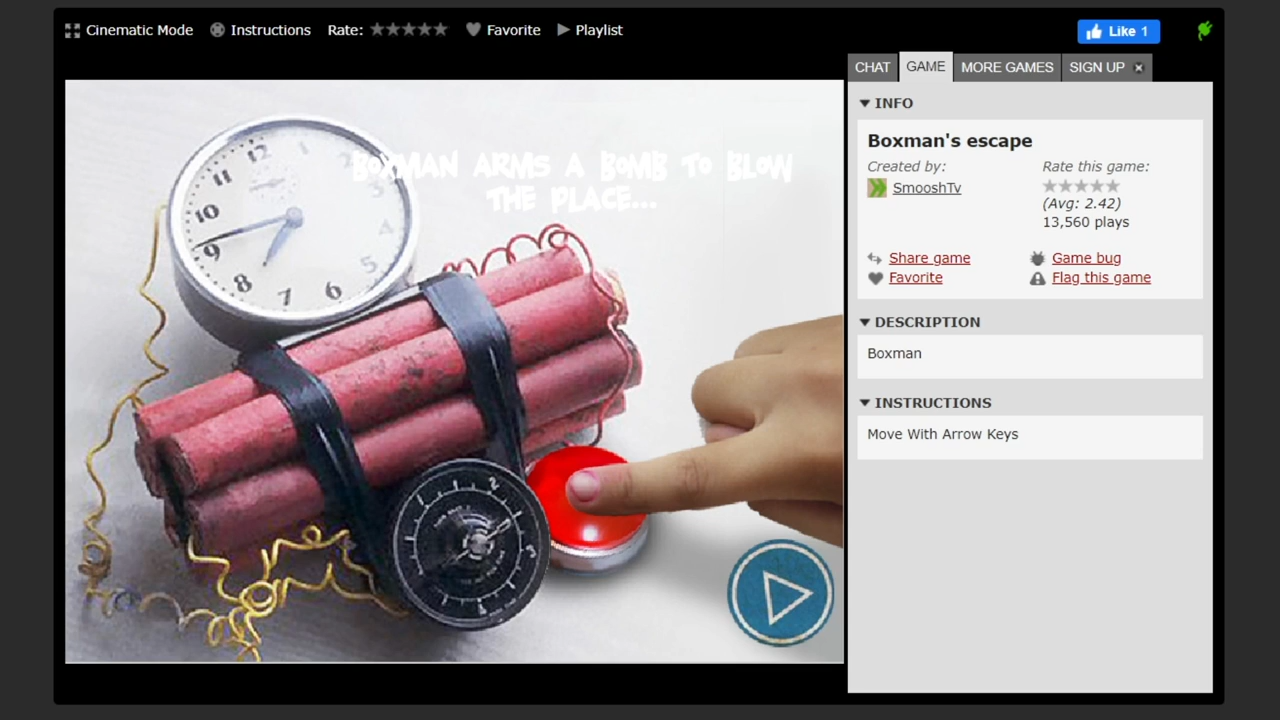 Cinematic Mode
Instructions
Rate:
Favorite
Playlist
Like 1
CHAT
GAME
MORE GAMES
SIGN UP
BOXMAN ARMS A BOMB TO BLOW
THE PLACE...
12
1
2
3
4
5
6
7
8
9
10
11
INFO
Boxman's escape
Created by:
SmooshTv
Rate this game:
(Avg: 2.42)
13,560 plays
Share game
Game bug
Favorite
Flag this game
DESCRIPTION
Boxman
INSTRUCTIONS
Move With Arrow Keys